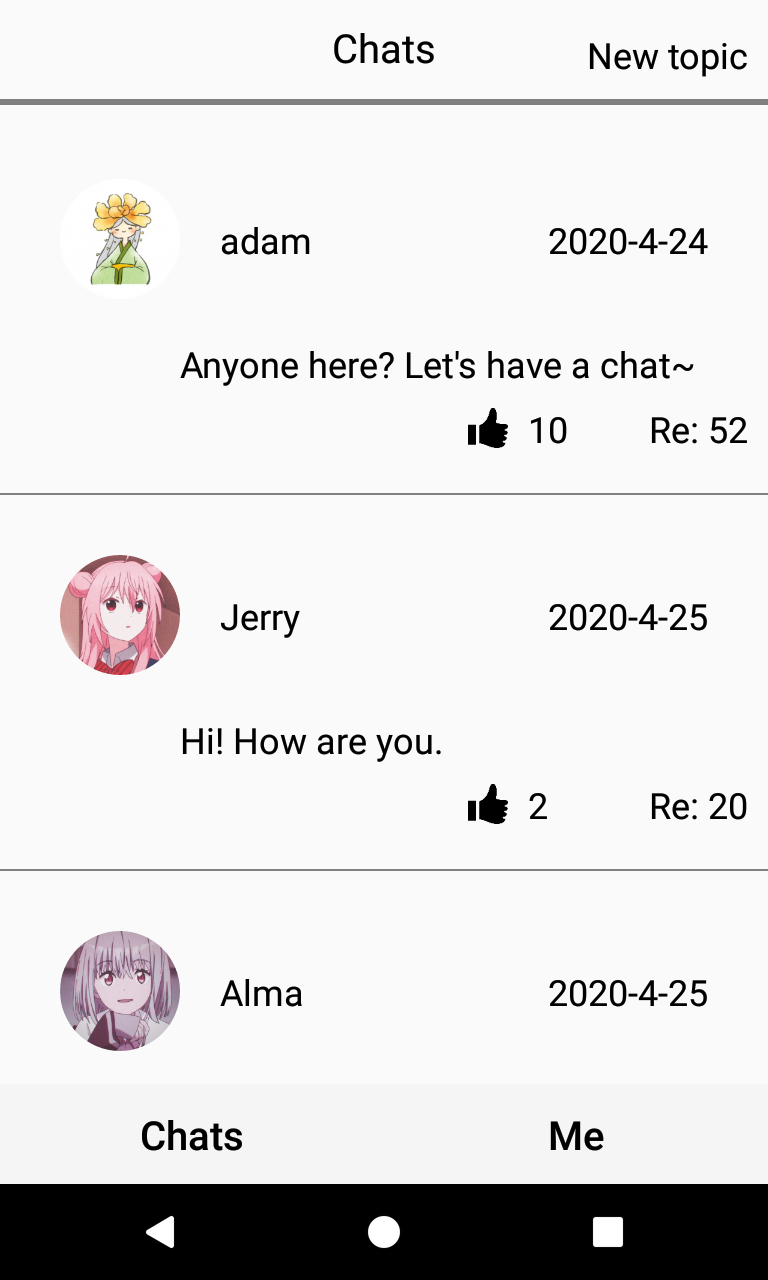 Chats
New topic
adam
2020-4-24
Anyone here? Let's have a chat~
10
Re: 52
Jerry
2020-4-25
Hi! How are you.
2
Re: 20
Alma
2020-4-25
Chats
Me